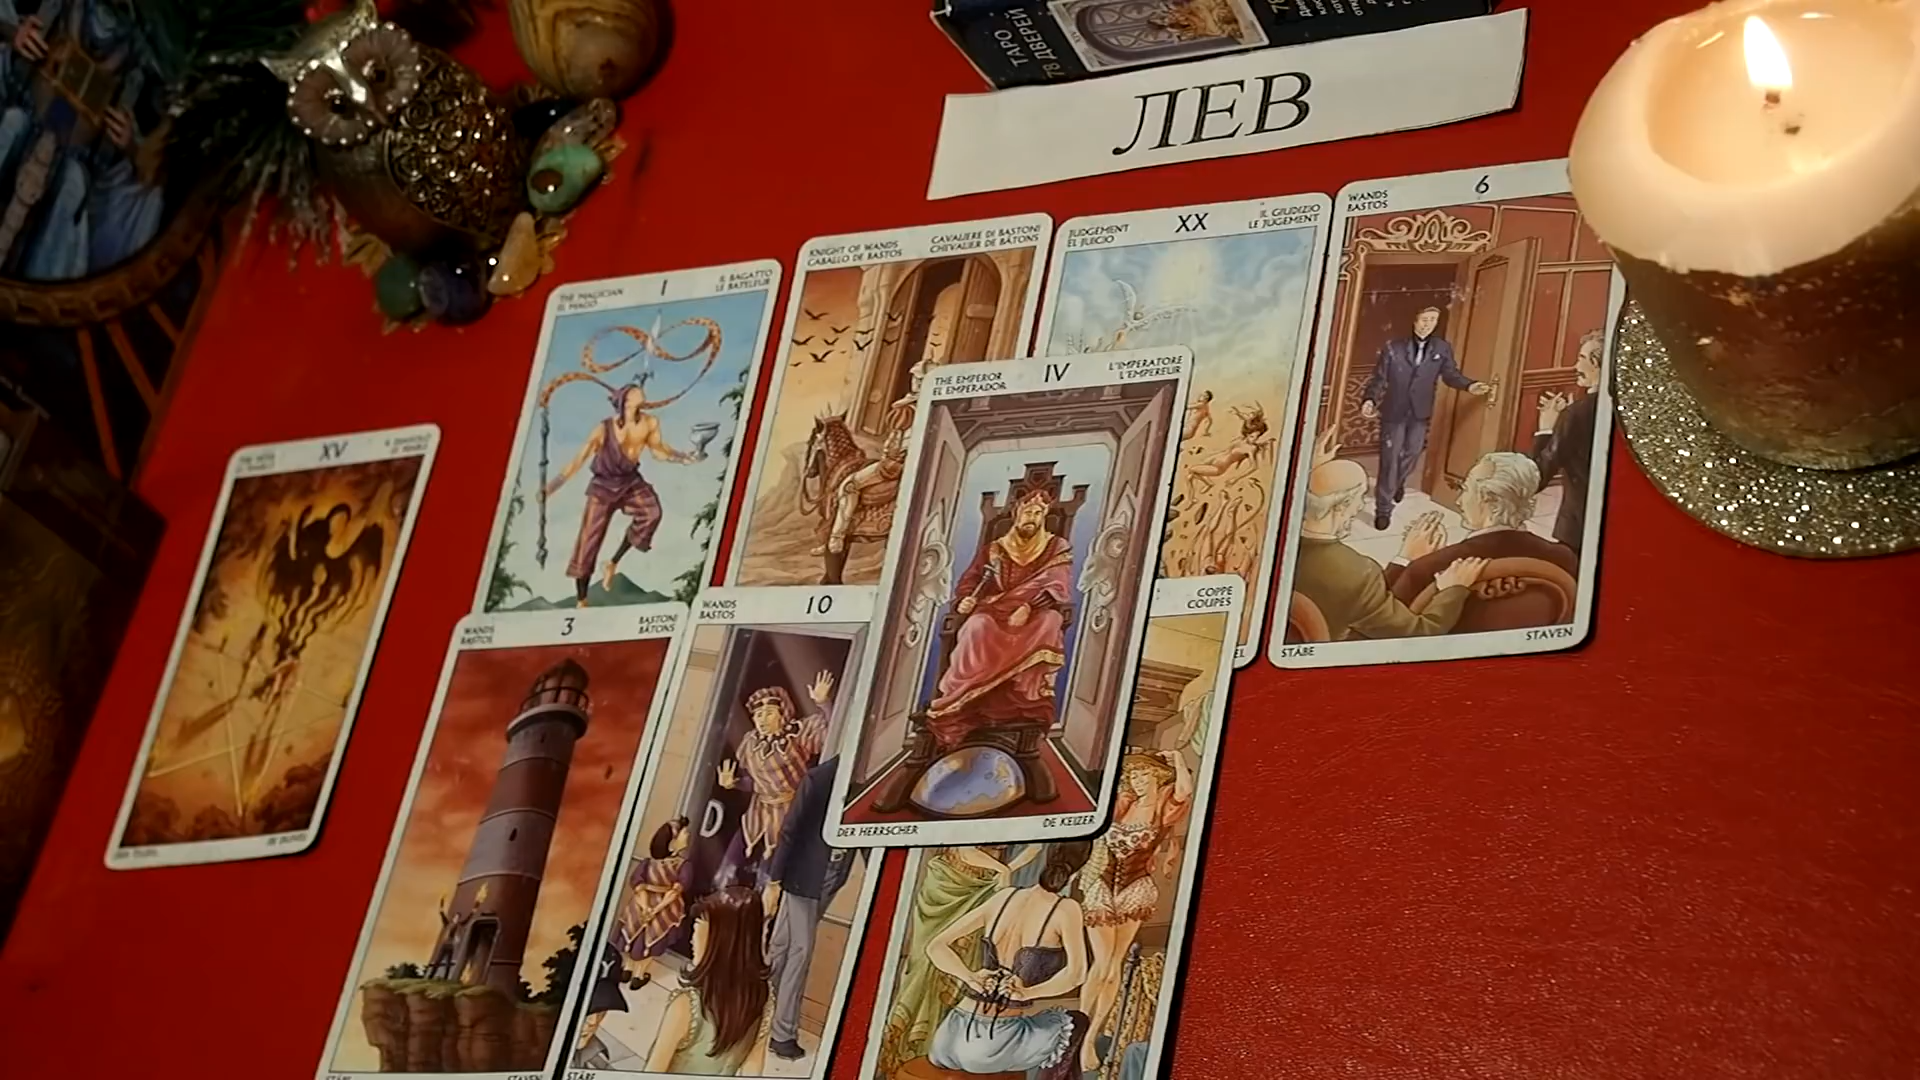 ТАРО
78 ДВЕРЕЙ
ЛЕВ
WANDS
BASTOS
6
STÄBE
STAVEN
JUDGEMENT
EL JUICIO
XX
IL GIUDIZIO
LE JUGEMENT
KNIGHT OF WANDS
CABALLO DE BASTOS
CAVALIERE DI BASTONI
CHEVALIER DE BÂTONS
THE MAGICIAN
EL MAGO
I
IL BAGATTO
LE BATELEUR
THE EMPEROR
EL EMPERADOR
IV
L'IMPERATORE
L'EMPEREUR
DER HERRSCHER
DE KEIZER
XV
WANDS
BASTOS
3
BASTONI
BÂTONS
STÄBE
STAVEN
WANDS
BASTOS
10
D
Y
STÄBE
COPPE
COUPES